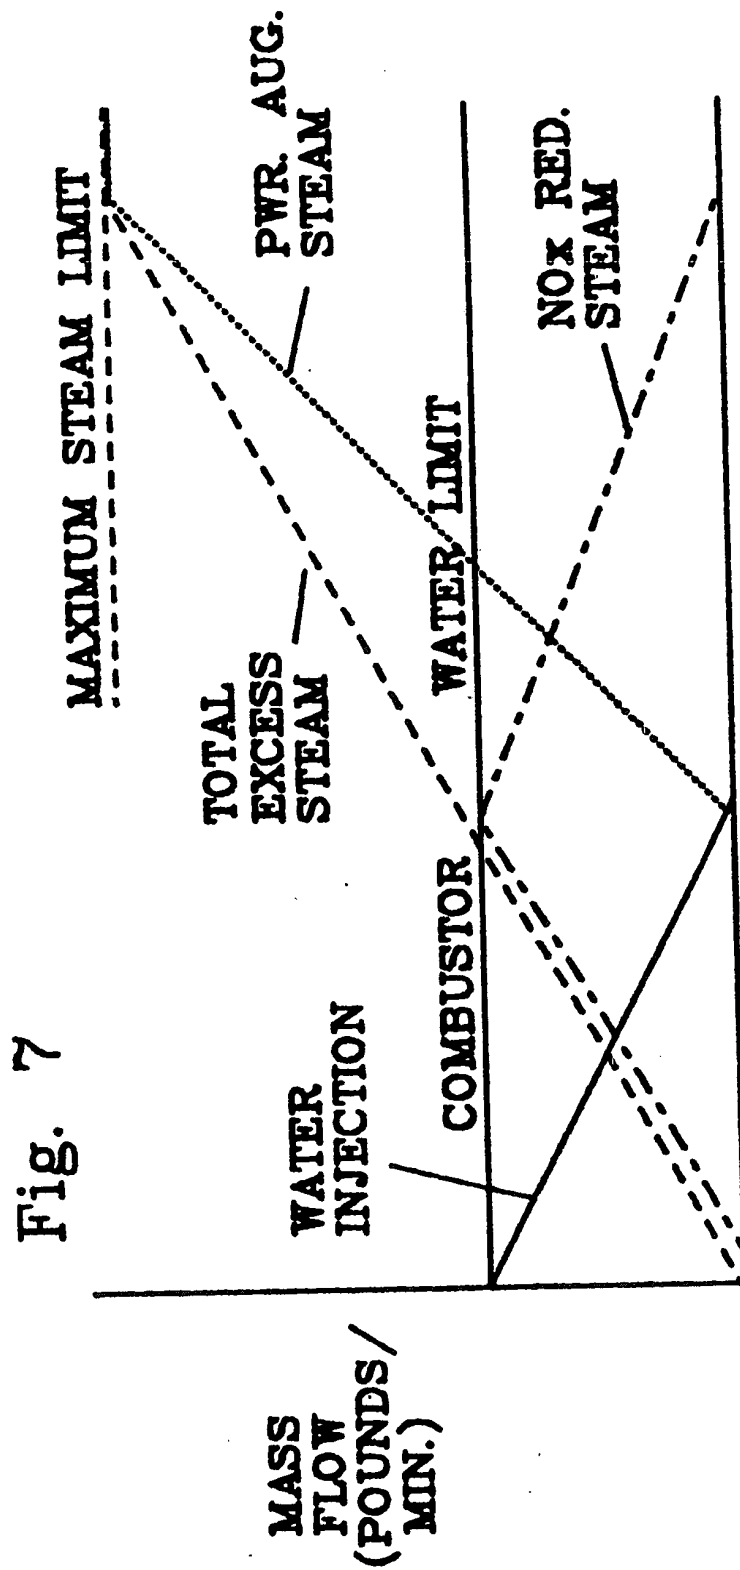 Fig. 7
MAXIMUM STEAM LIMIT
PWR. AUG.
STEAM
TOTAL
EXCESS
STEAM
WATER
INJECTION
MASS
FLOW
(POUNDS/
MIN.)
COMBUSTOR WATER LIMIT
NOx RED.
STEAM